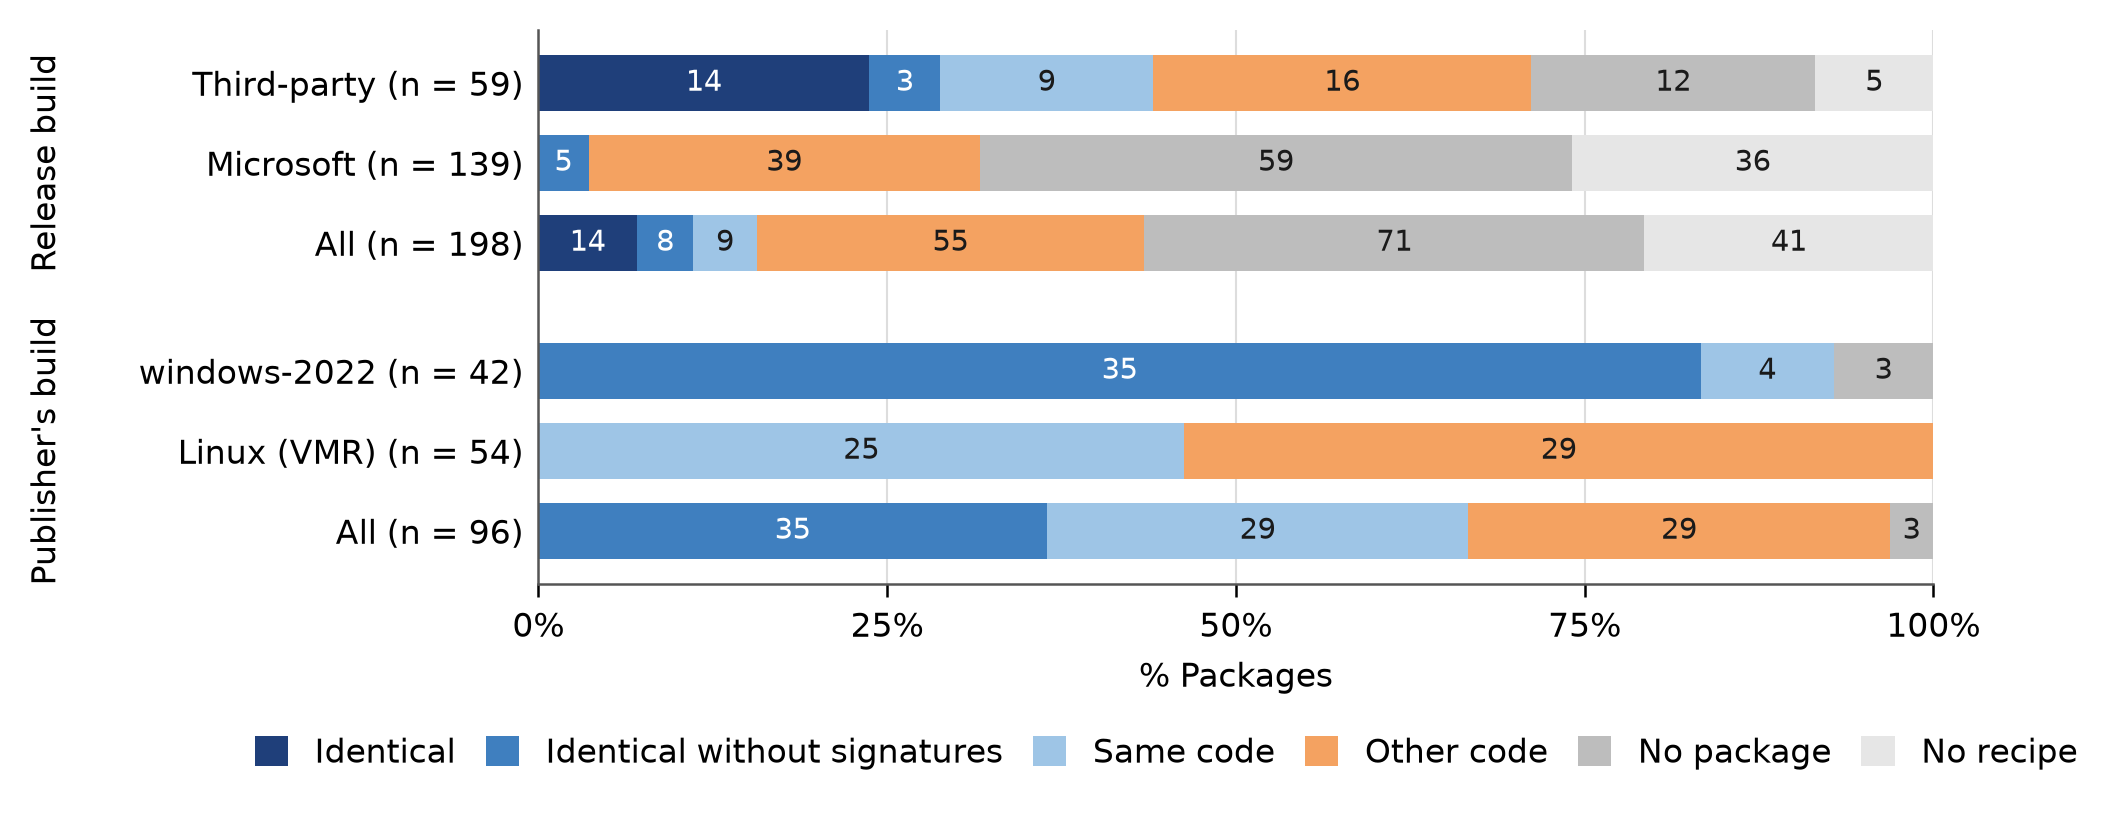 Release build
Third-party (n = 59) 14 3 9 16 12 5
Microsoft (n = 139) 5 39 59 36
All (n = 198) 14 8 9 55 71 41
Publisher's build
windows-2022 (n = 42) 35 4 3
Linux (VMR) (n = 54) 25 29
All (n = 96) 35 29 29 3
0% 25% 50% 75% 100%
% Packages
Identical Identical without signatures Same code Other code No package No recipe